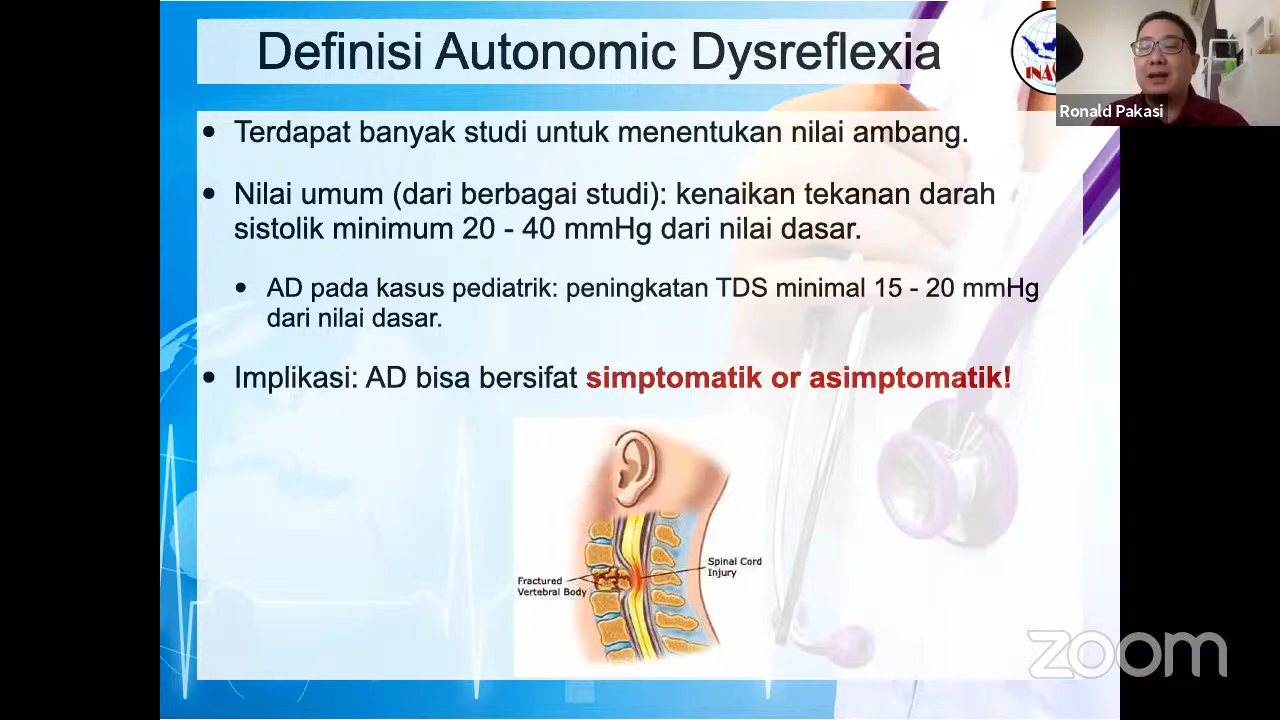 Definisi Autonomic Dysreflexia
Ronald Pakasi
• Terdapat banyak studi untuk menentukan nilai ambang.
• Nilai umum (dari berbagai studi): kenaikan tekanan darah
sistolik minimum 20 - 40 mmHg dari nilai dasar.
• AD pada kasus pediatrik: peningkatan TDS minimal 15 - 20 mmHg
dari nilai dasar.
• Implikasi: AD bisa bersifat simptomatik or asimptomatik!
Spinal Cord
Injury
Fractured
Vertebral Body
zoom